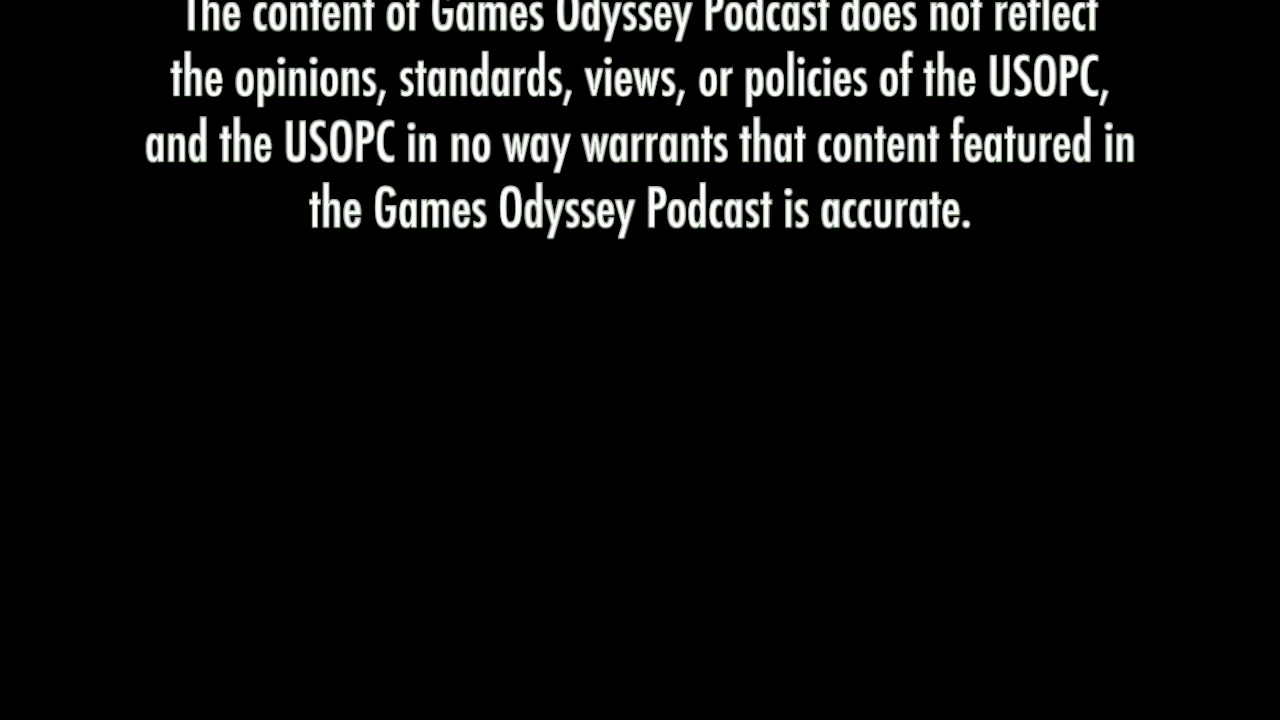 The content of Games Odyssey Podcast does not reflect
the opinions, standards, views, or policies of the USOPC,
and the USOPC in no way warrants that content featured in
the Games Odyssey Podcast is accurate.